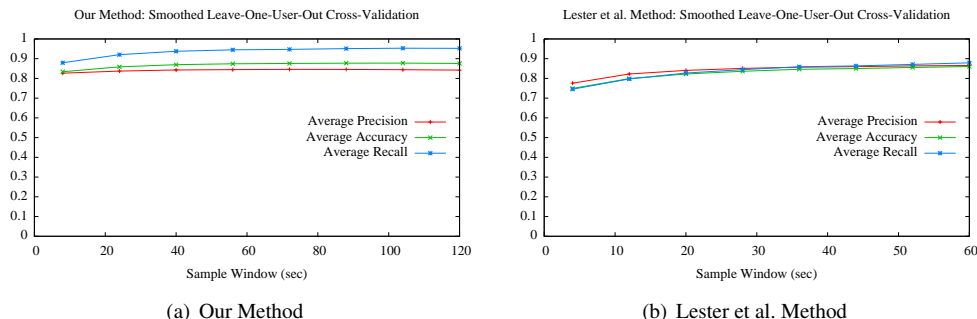 Our Method: Smoothed Leave-One-User-Out Cross-Validation
1
0.9
0.8
0.7
0.6
0.5
0.4
0.3
0.2
0.1
0
Average Precision
Average Accuracy
Average Recall
0 20 40 60 80 100 120
Sample Window (sec)
(a) Our Method
Lester et al. Method: Smoothed Leave-One-User-Out Cross-Validation
1
0.9
0.8
0.7
0.6
0.5
0.4
0.3
0.2
0.1
0
Average Precision
Average Accuracy
Average Recall
0 10 20 30 40 50 60
Sample Window (sec)
(b) Lester et al. Method